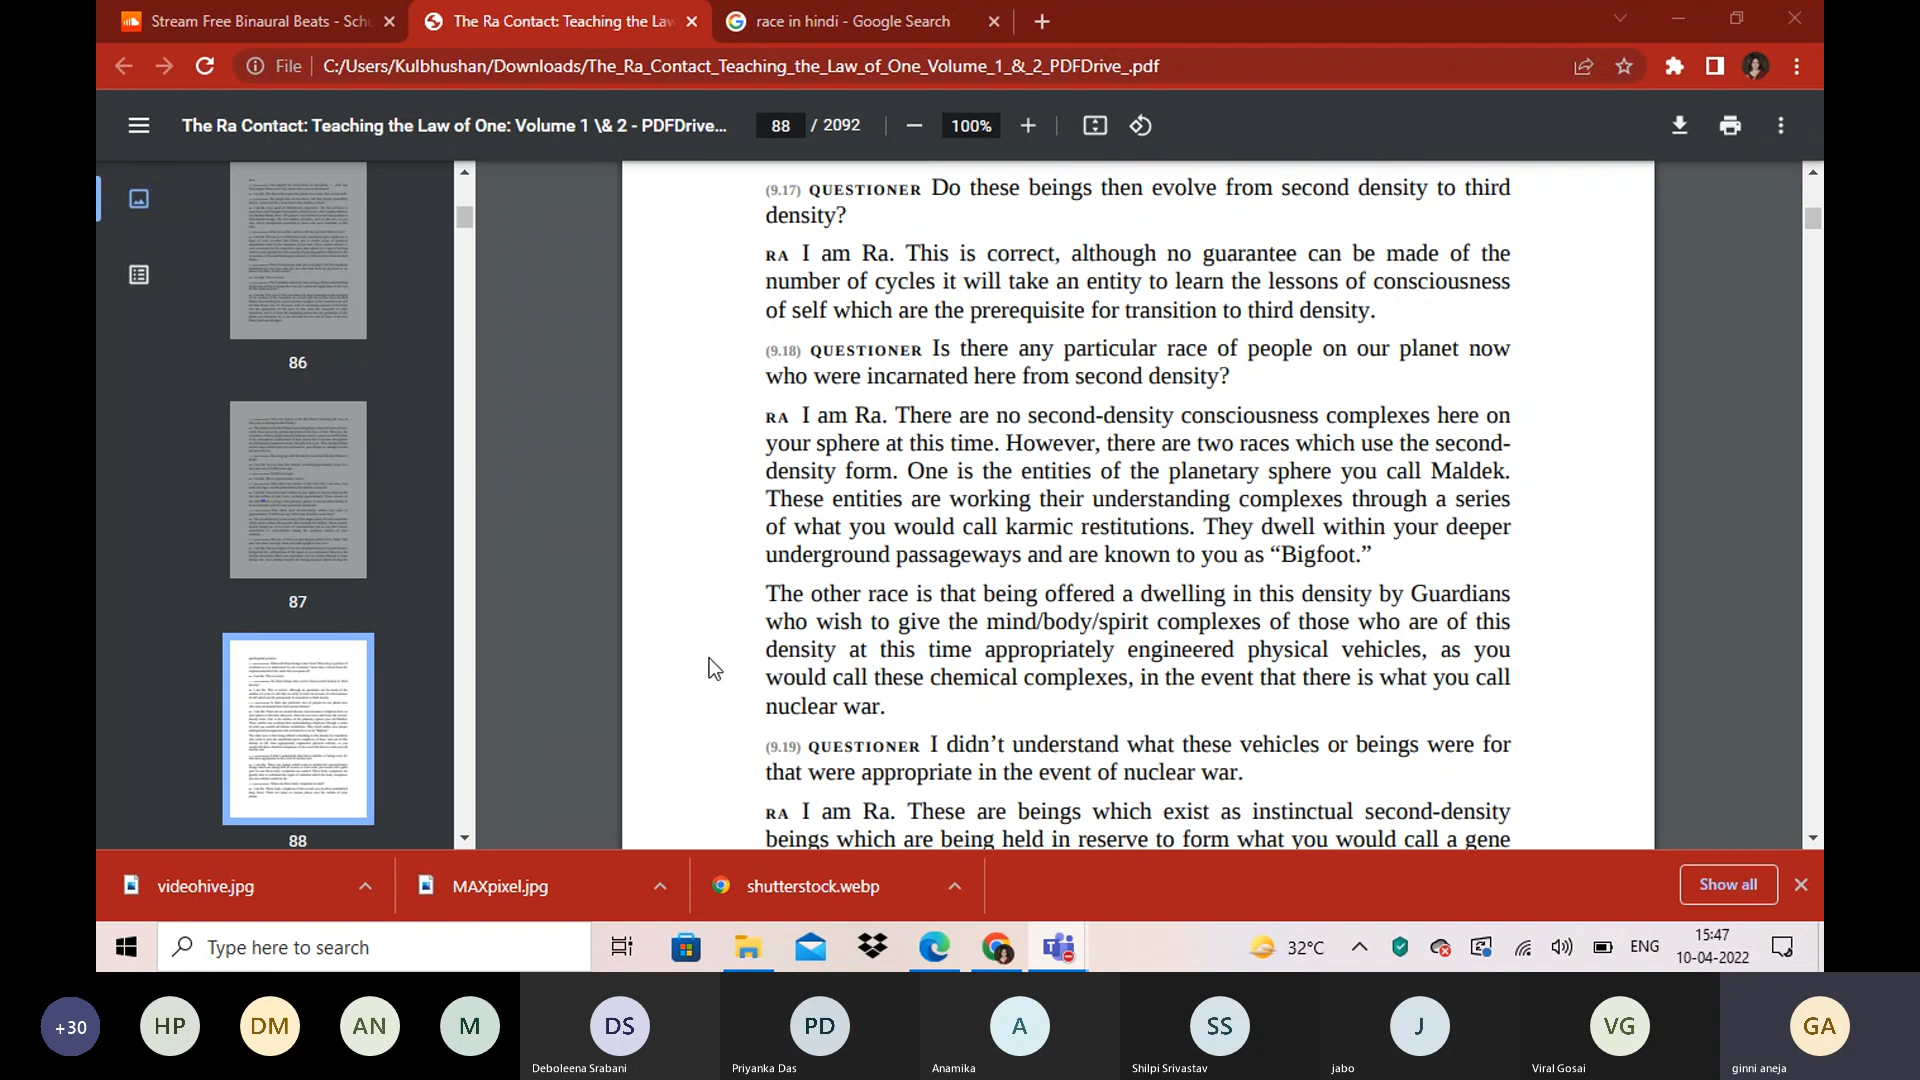 Stream Free Binaural Beats - Sch
The Ra Contact: Teaching the Law
race in hindi - Google Search
File
C:/Users/Kulbhushan/Downloads/The_Ra_Contact_Teaching_the_Law_of_One_Volume_1_&_2_PDFDrive_.pdf
The Ra Contact: Teaching the Law of One: Volume 1 \& 2 - PDFDrive...
88 / 2092
100%
86
87
88
(9.17) QUESTIONER Do these beings then evolve from second density to third
density?
RA I am Ra. This is correct, although no guarantee can be made of the
number of cycles it will take an entity to learn the lessons of consciousness
of self which are the prerequisite for transition to third density.
(9.18) QUESTIONER Is there any particular race of people on our planet now
who were incarnated here from second density?
RA I am Ra. There are no second-density consciousness complexes here on
your sphere at this time. However, there are two races which use the second-
density form. One is the entities of the planetary sphere you call Maldek.
These entities are working their understanding complexes through a series
of what you would call karmic restitutions. They dwell within your deeper
underground passageways and are known to you as “Bigfoot.”
The other race is that being offered a dwelling in this density by Guardians
who wish to give the mind/body/spirit complexes of those who are of this
density at this time appropriately engineered physical vehicles, as you
would call these chemical complexes, in the event that there is what you call
nuclear war.
(9.19) QUESTIONER I didn’t understand what these vehicles or beings were for
that were appropriate in the event of nuclear war.
RA I am Ra. These are beings which exist as instinctual second-density
beings which are being held in reserve to form what you would call a gene
videohive.jpg
MAXpixel.jpg
shutterstock.webp
Show all
Type here to search
32°C
ENG
15:47
10-04-2022
+30
HP
DM
AN
M
DS
PD
A
SS
J
VG
GA
Deboleena Srabani
Priyanka Das
Anamika
Shilpi Srivastav
jabo
Viral Gosai
ginni aneja